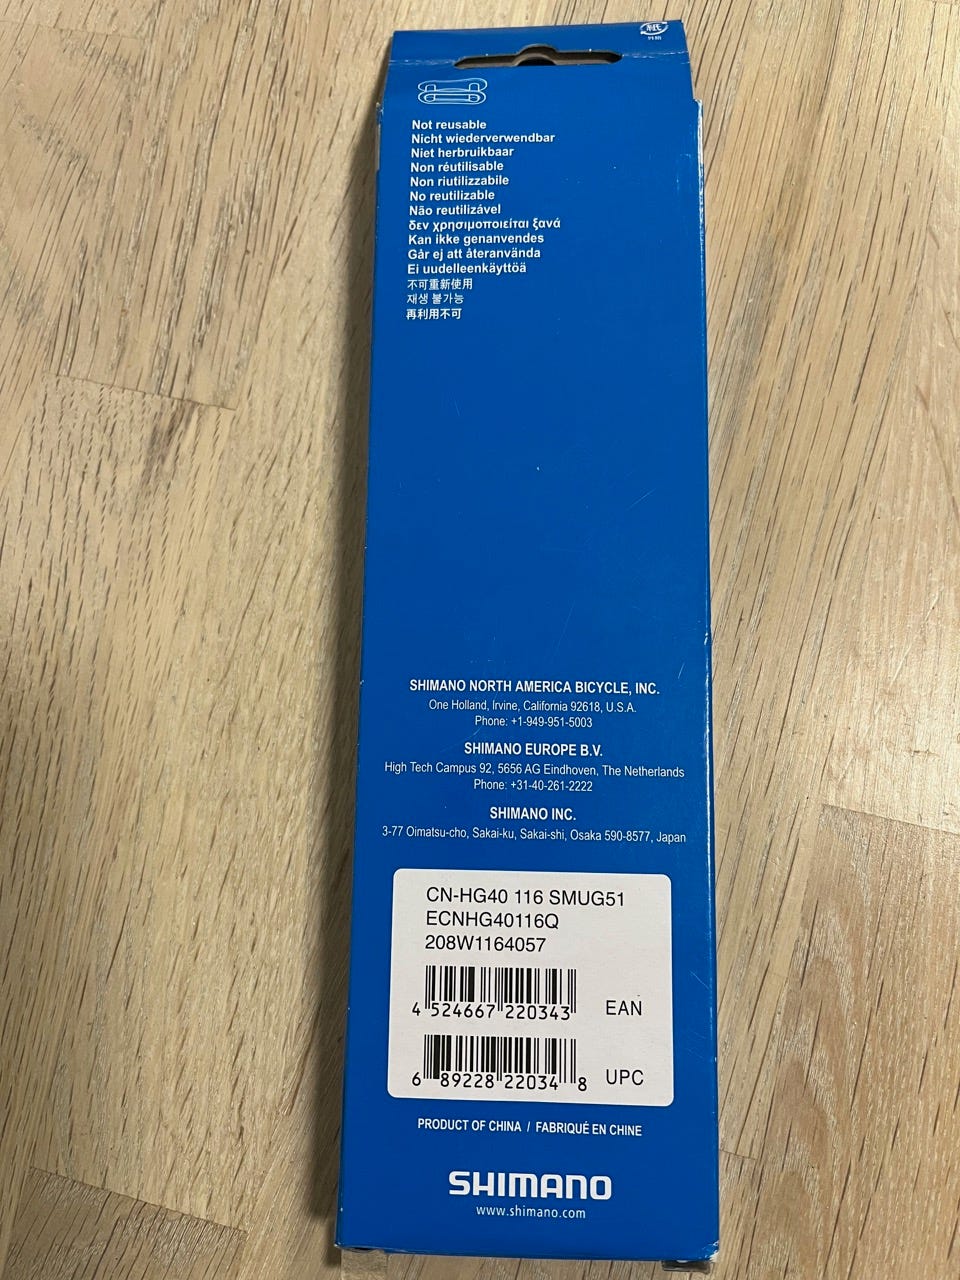 紙
Not reusable
Nicht wiederverwendbar
Niet herbruikbaar
Non réutilisable
Non riutilizzabile
No reutilizable
Não reutilizável
δεν χρησιμοποιείται ξανά
Kan ikke genanvendes
Går ej att återanvända
Ei uudelleenkäyttöä
不可重新使用
재생 불가능
再利用不可
SHIMANO NORTH AMERICA BICYCLE, INC.
One Holland, Irvine, California 92618, U.S.A.
Phone: +1-949-951-5003
SHIMANO EUROPE B.V.
High Tech Campus 92, 5656 AG Eindhoven, The Netherlands
Phone: +31-40-261-2222
SHIMANO INC.
3-77 Oimatsu-cho, Sakai-ku, Sakai-shi, Osaka 590-8577, Japan
CN-HG40 116 SMUG51
ECNHG40116Q
208W1164057
4 524667 220343 EAN
6 89228 22034 8 UPC
PRODUCT OF CHINA / FABRIQUÉ EN CHINE
SHIMANO
www.shimano.com